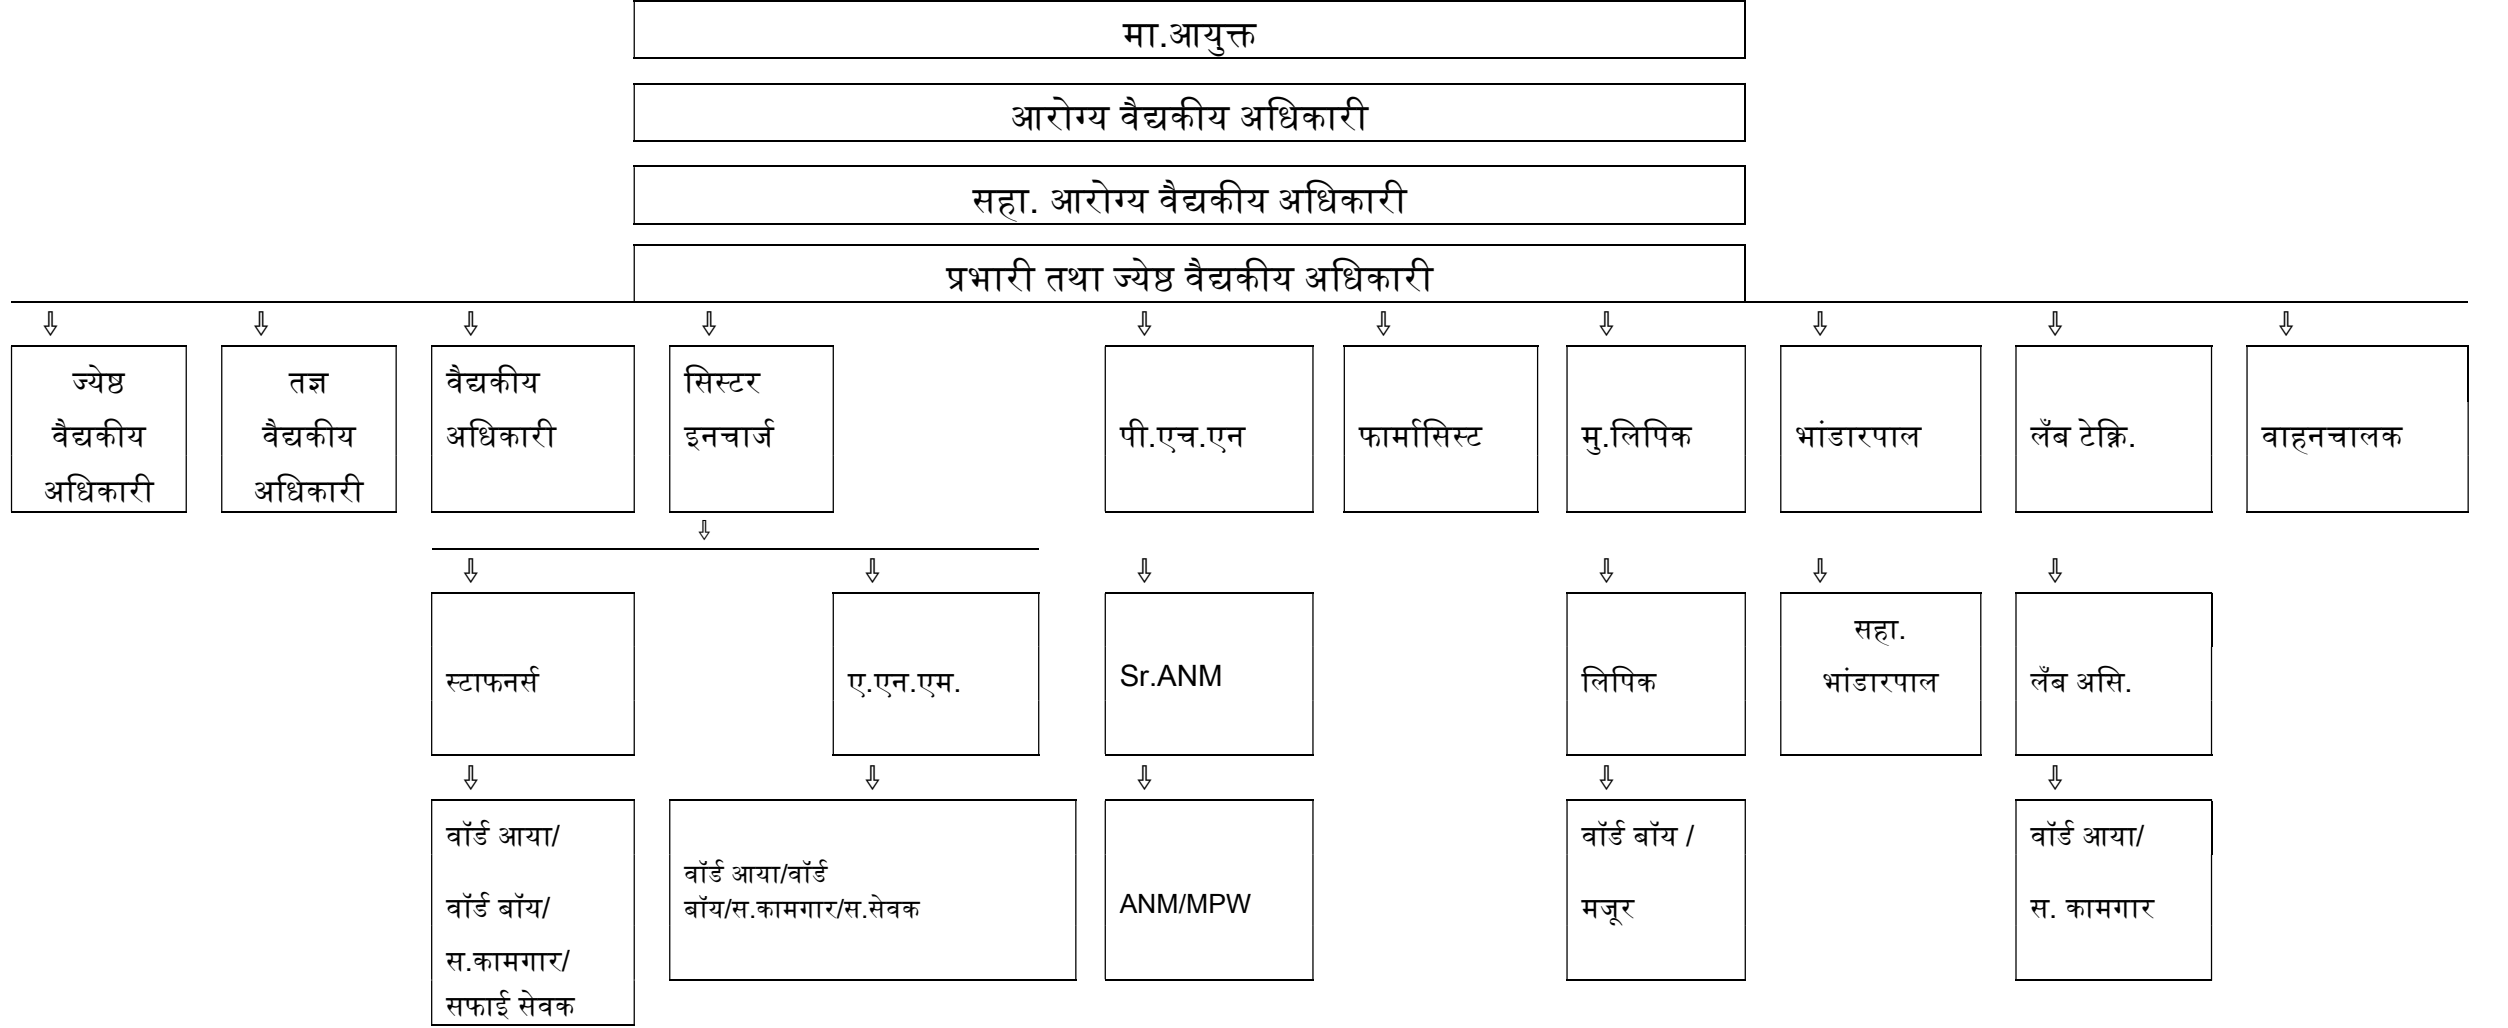 मा.आयुक्त
आरोग्य वैद्यकीय अधिकारी
सहा. आरोग्य वैद्यकीय अधिकारी
प्रभारी तथा ज्येष्ठ वैद्यकीय अधिकारी
ज्येष्ठ
वैद्यकीय
अधिकारी
तज्ञ
वैद्यकीय
अधिकारी
वैद्यकीय
अधिकारी
सिस्टर
इनचार्ज
पी.एच.एन
फार्मासिस्ट
मु.लिपिक
भांडारपाल
लॅंब टेक्नि.
वाहनचालक
स्टाफनर्स
ए.एन.एम.
Sr.ANM
लिपिक
सहा.
भांडारपाल
लॅंब असि.
वॉर्ड आया/
वॉर्ड बॉय/
स.कामगार/
सफाई सेवक
वॉर्ड आया/वॉर्ड
बॉय/स.कामगार/स.सेवक
ANM/MPW
वॉर्ड बॉय /
मजूर
वॉर्ड आया/
स. कामगार